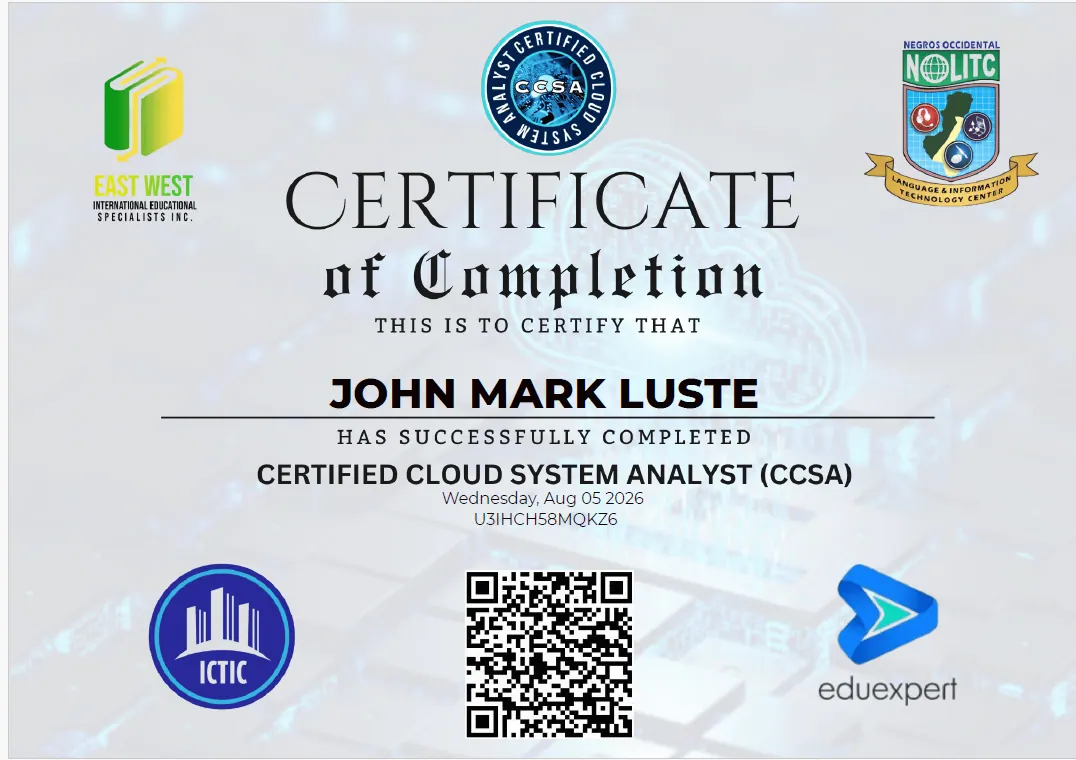 CERTIFIED CLOUD SYSTEM ANALYST
CCSA
NEGROS OCCIDENTAL
NOLITC
LANGUAGE & INFORMATION
TECHNOLOGY CENTER
EAST WEST
INTERNATIONAL EDUCATIONAL
SPECIALISTS INC.
CERTIFICATE
of Completion
THIS IS TO CERTIFY THAT
JOHN MARK LUSTE
HAS SUCCESSFULLY COMPLETED
CERTIFIED CLOUD SYSTEM ANALYST (CCSA)
Wednesday, Aug 05 2026
U3IHCH58MQKZ6
ICTIC
eduexpert